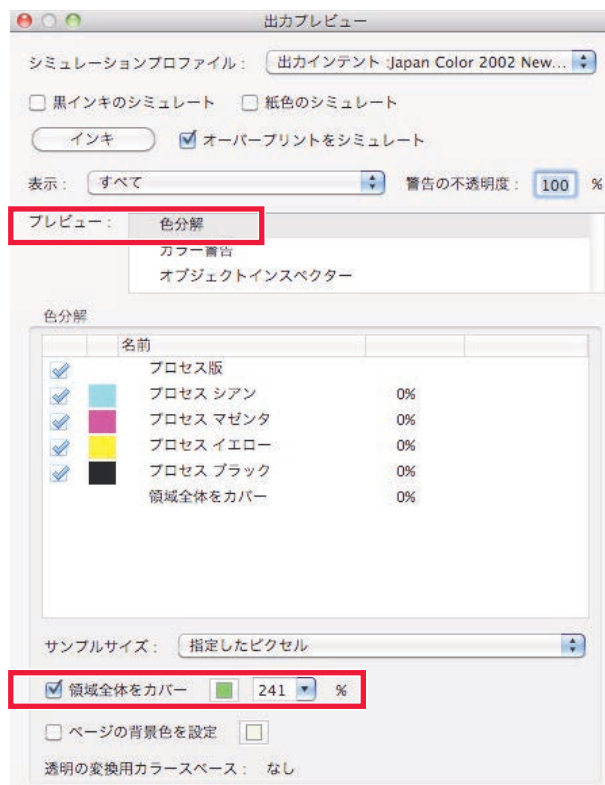 出力プレビュー
シミュレーションプロファイル： 出力インテント :Japan Color 2002 New...
黒インキのシミュレート 紙色のシミュレート
インキ オーバープリントをシミュレート
表示： すべて 警告の不透明度： 100 %
プレビュー： 色分解
カラー警告
オブジェクトインスペクター
色分解
名前
プロセス版
プロセス シアン 0%
プロセス マゼンタ 0%
プロセス イエロー 0%
プロセス ブラック 0%
領域全体をカバー 0%
サンプルサイズ： 指定したピクセル
領域全体をカバー 241 %
ページの背景色を設定
透明の変換用カラースペース： なし